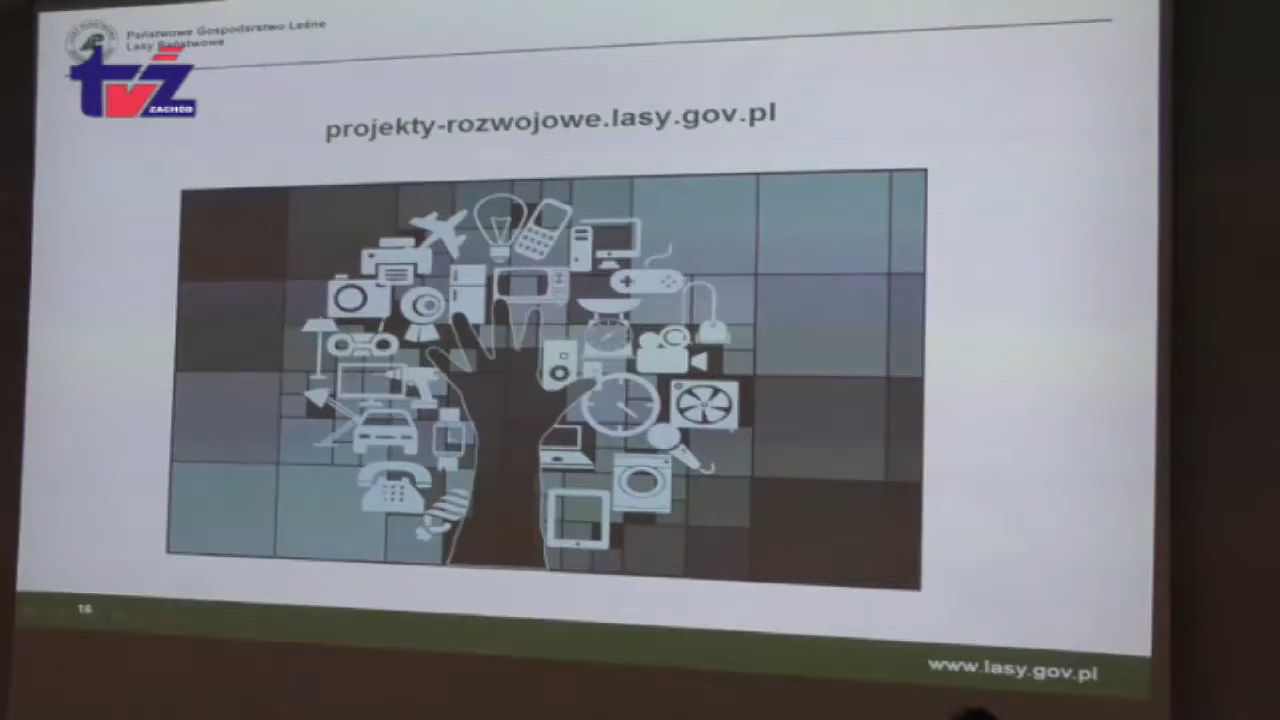 Państwowe Gospodarstwo Leśne
Lasy Państwowe
tvz
ZACHÓD
projekty-rozwojowe.lasy.gov.pl
16
www.lasy.gov.pl